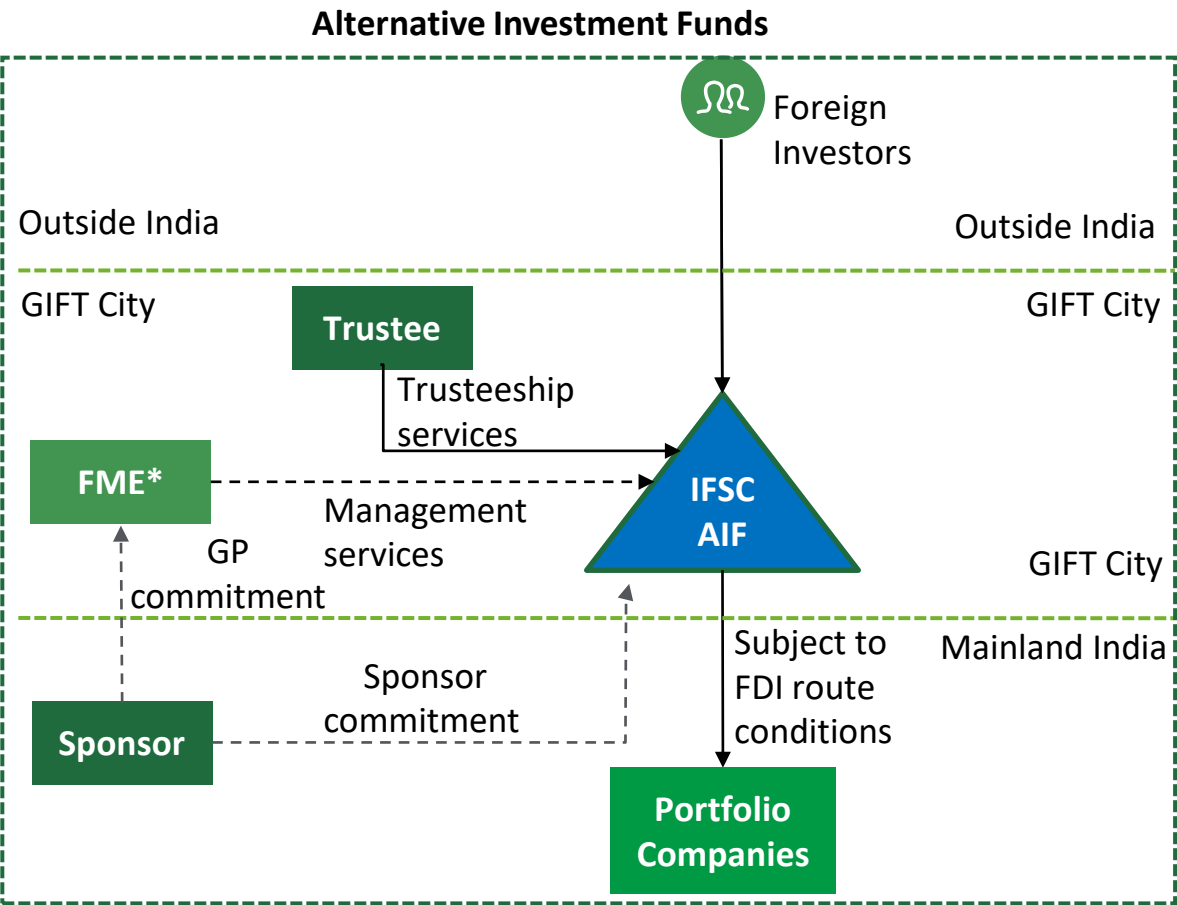 Alternative Investment Funds
Foreign
Investors
Outside India
Outside India
GIFT City
GIFT City
Trustee
Trusteeship
services
FME*
IFSC
AIF
Management
services
GP
commitment
GIFT City
Mainland India
Subject to
FDI route
conditions
Sponsor
commitment
Sponsor
Portfolio
Companies